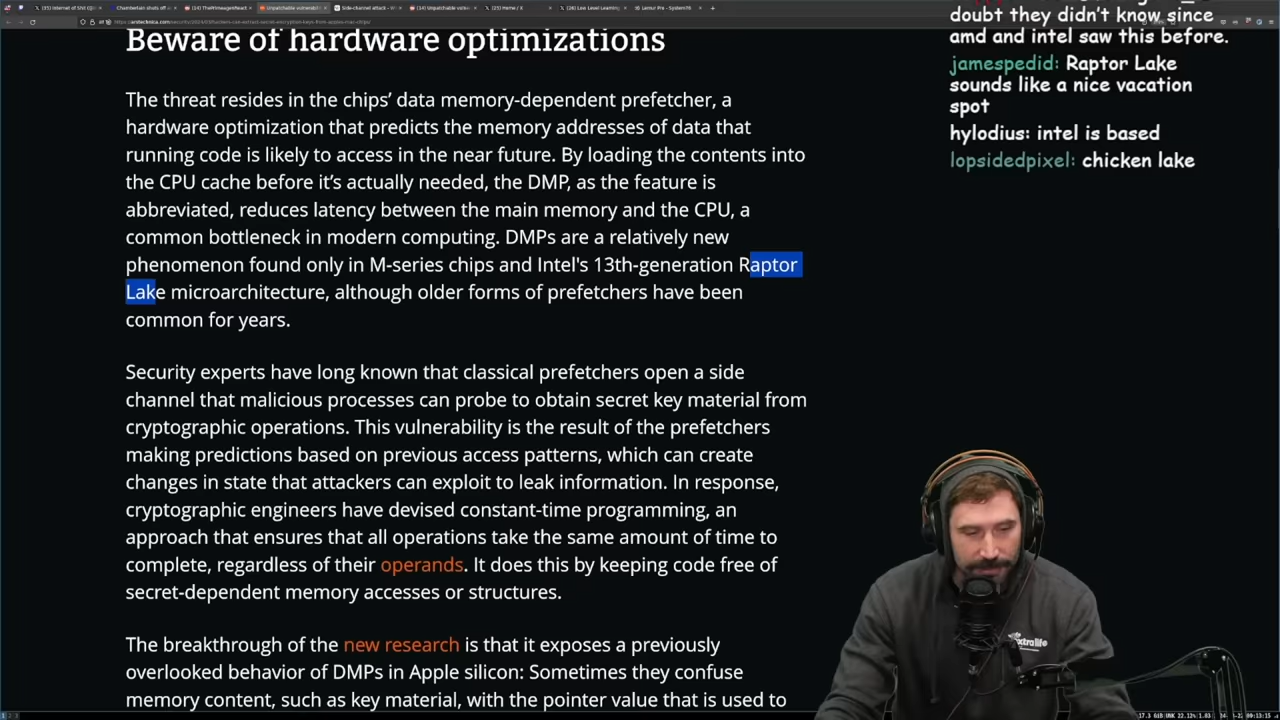 Unpatchable vulnerabi
Side-channel attack - Wi
Beware of hardware optimizations
The threat resides in the chips’ data memory-dependent prefetcher, a
hardware optimization that predicts the memory addresses of data that
running code is likely to access in the near future. By loading the contents into
the CPU cache before it’s actually needed, the DMP, as the feature is
abbreviated, reduces latency between the main memory and the CPU, a
common bottleneck in modern computing. DMPs are a relatively new
phenomenon found only in M-series chips and Intel's 13th-generation Raptor
Lake microarchitecture, although older forms of prefetchers have been
common for years.
Security experts have long known that classical prefetchers open a side
channel that malicious processes can probe to obtain secret key material from
cryptographic operations. This vulnerability is the result of the prefetchers
making predictions based on previous access patterns, which can create
changes in state that attackers can exploit to leak information. In response,
cryptographic engineers have devised constant-time programming, an
approach that ensures that all operations take the same amount of time to
complete, regardless of their operands. It does this by keeping code free of
secret-dependent memory accesses or structures.
The breakthrough of the new research is that it exposes a previously
overlooked behavior of DMPs in Apple silicon: Sometimes they confuse
memory content, such as key material, with the pointer value that is used to
doubt they didn't know since
amd and intel saw this before.
jamespedid: Raptor Lake
sounds like a nice vacation
spot
hylodius: intel is based
lopsidedpixel: chicken lake
extralife